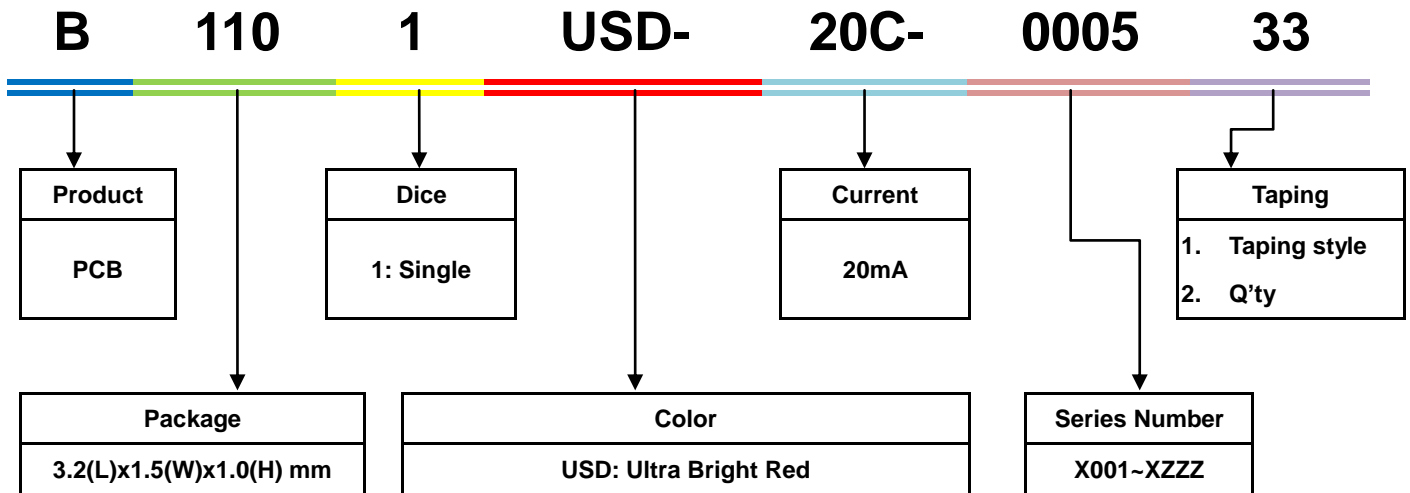 B 110 1 USD- 20C- 0005 33
Product
PCB
Dice
1: Single
Current
20mA
Taping
1. Taping style
2. Q’ty
Package
3.2(L)x1.5(W)x1.0(H) mm
Color
USD: Ultra Bright Red
Series Number
X001~XZZZ